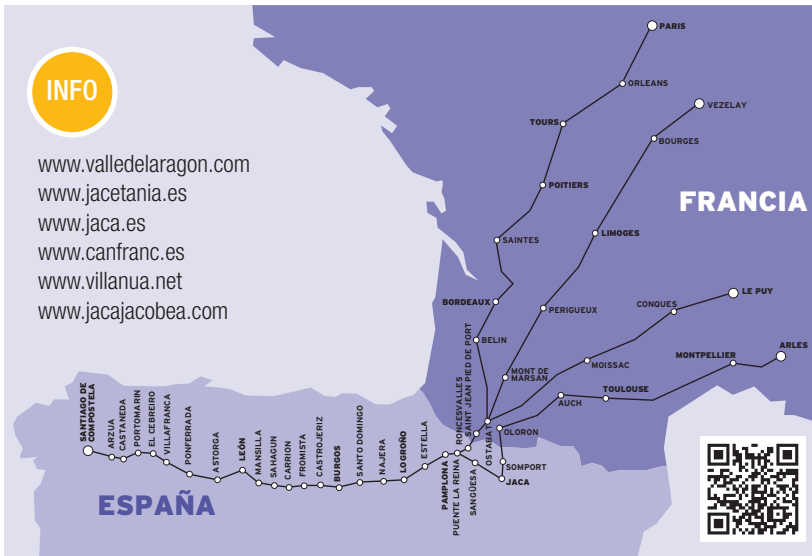 INFO
www.valledelaragon.com
www.jacetania.es
www.jaca.es
www.canfranc.es
www.villanua.net
www.jacajacobea.com
PARIS
ORLEANS
VEZELAY
TOURS
BOURGES
POITIERS
FRANCIA
LIMOGES
SAINTES
LE PUY
BORDEAUX
CONQUES
PERIGUEUX
BELIN
ARLES
MONTPELLIER
MOISSAC
MONT DE
MARSAN
TOULOUSE
AUCH
OLORON
SOMPORT
JACA
OSTABAT
SAINT JEAN PIED DE PORT
RONCESVALLES
SANGÜESA
PUENTE LA REINA
PAMPLONA
ESTELLA
LOGROÑO
NAJERA
SANTO DOMINGO
BURGOS
CASTROJERIZ
FROMISTA
CARRION
SAHAGUN
MANSILLA
LEÓN
ASTORGA
PONFERRADA
VILLAFRANCA
EL CEBREIRO
PORTOMARIN
CASTANEDA
ARZUA
SANTIAGO DE
COMPOSTELA
ESPAÑA